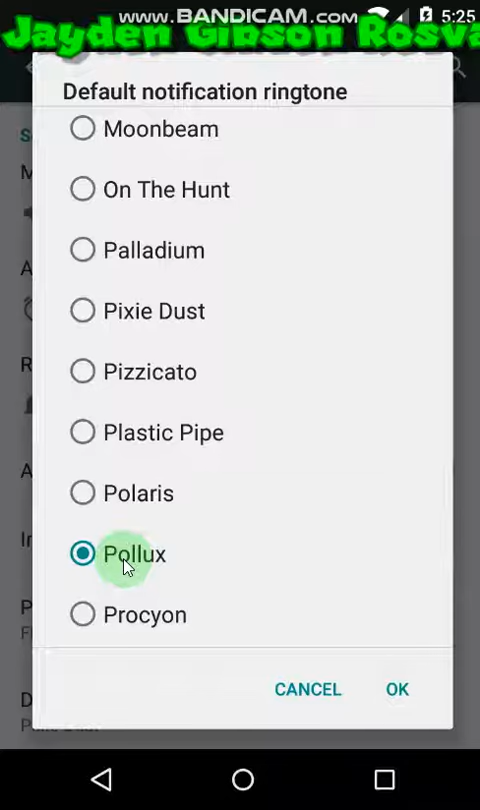 www.BANDICAM.com 5:25
Jayden Gibson Rosva
Default notification ringtone
Moonbeam
On The Hunt
Palladium
Pixie Dust
Pizzicato
Plastic Pipe
Polaris
Pollux
Procyon
CANCEL OK